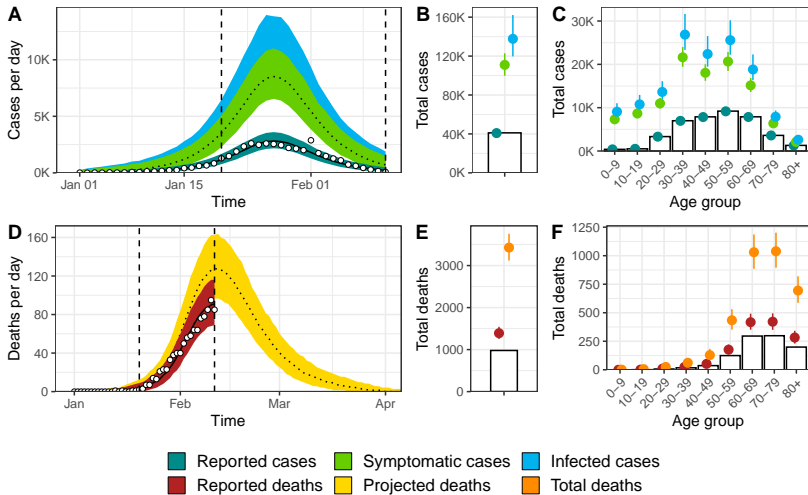 A
Cases per day
10K
5K
0K
Jan 01
Jan 15
Feb 01
Time
B
Total cases
160K
120K
80K
40K
0K
C
Total cases
30K
20K
10K
0K
0−9
10−19
20−29
30−39
40−49
50−59
60−69
70−79
80+
Age group
D
Deaths per day
160
120
80
40
0
Jan
Feb
Mar
Apr
Time
E
Total deaths
3000
2000
1000
0
F
Total deaths
1250
1000
750
500
250
0
0−9
10−19
20−29
30−39
40−49
50−59
60−69
70−79
80+
Age group
Reported cases
Symptomatic cases
Infected cases
Reported deaths
Projected deaths
Total deaths